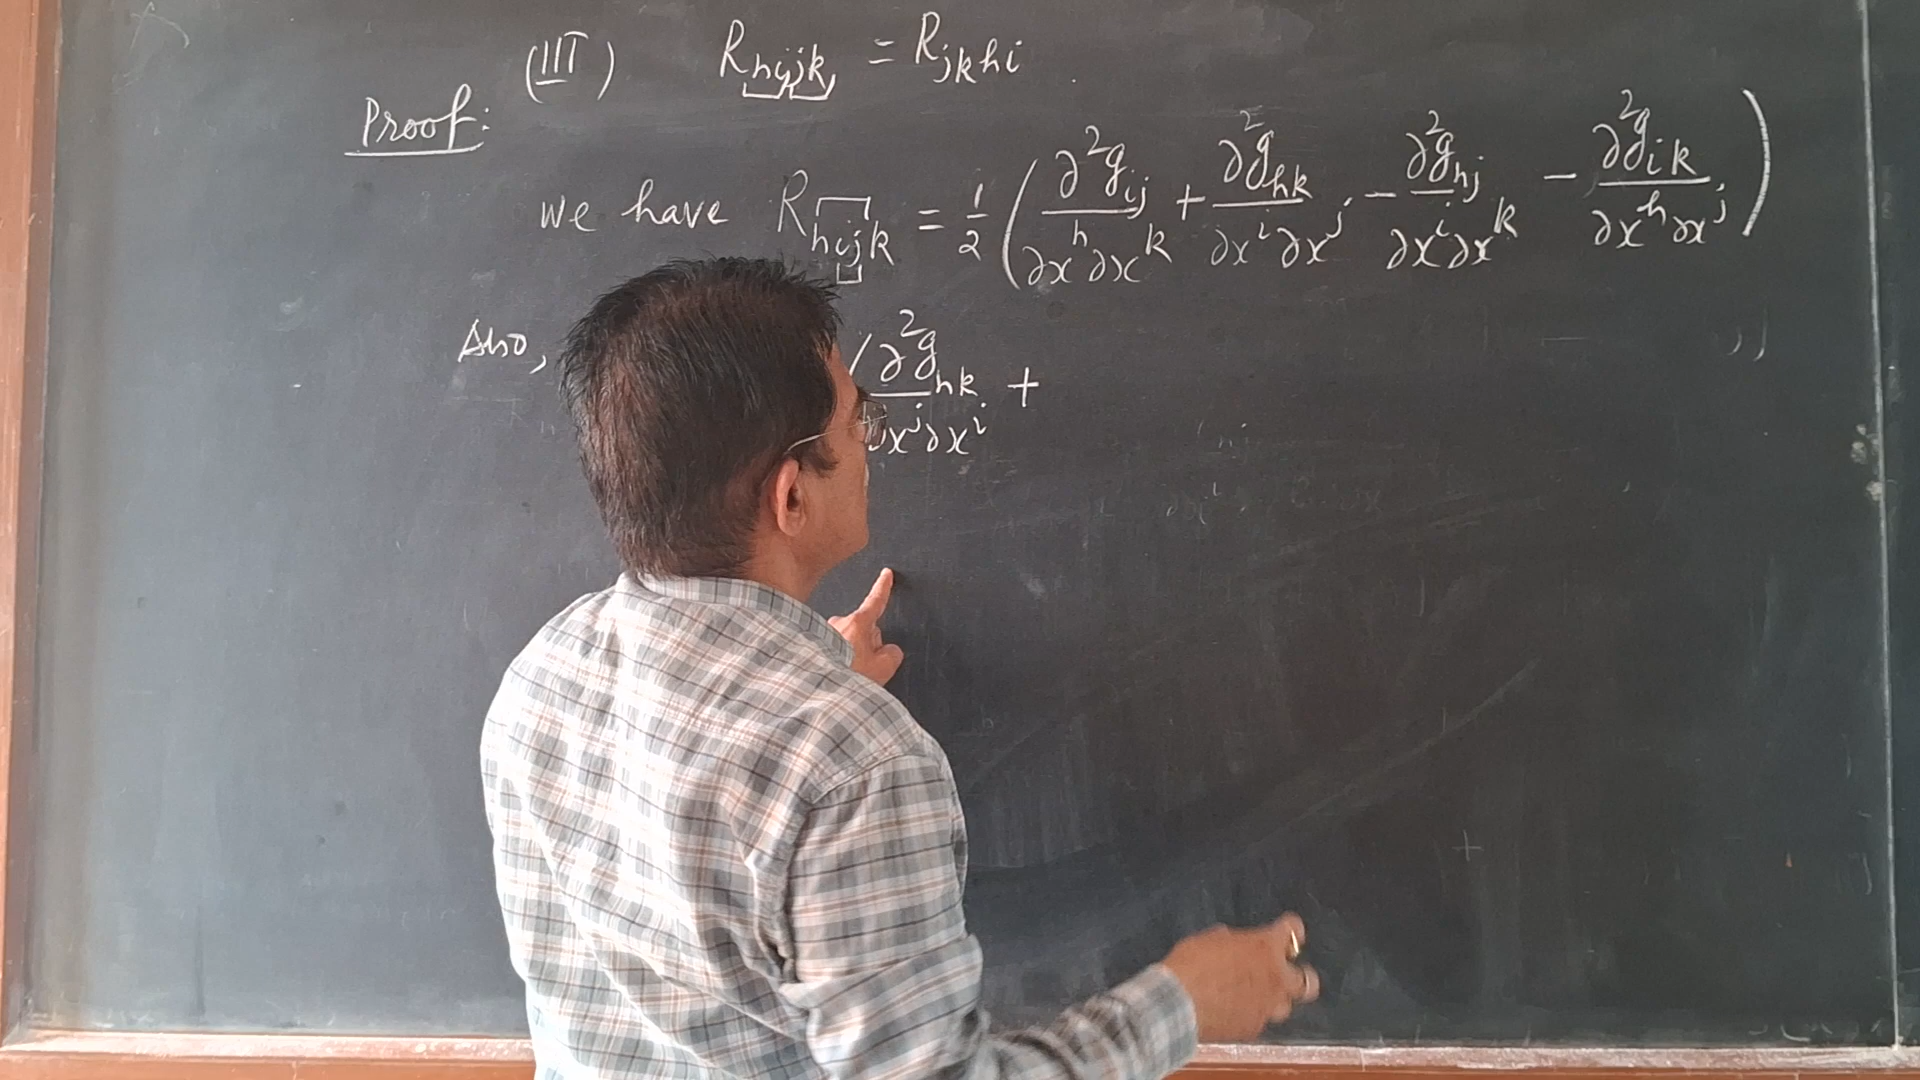 (III) R_{hijk} = R_{jkhi}
Proof:
we have R_{hijk} = 1/2 ( ∂²g_{ij}/∂x^h∂x^k + ∂²g_{hk}/∂x^i∂x^j - ∂²g_{hj}/∂x^i∂x^k - ∂²g_{ik}/∂x^h∂x^j )
Also, ( ∂²g_{hk}/∂x^j∂x^i +